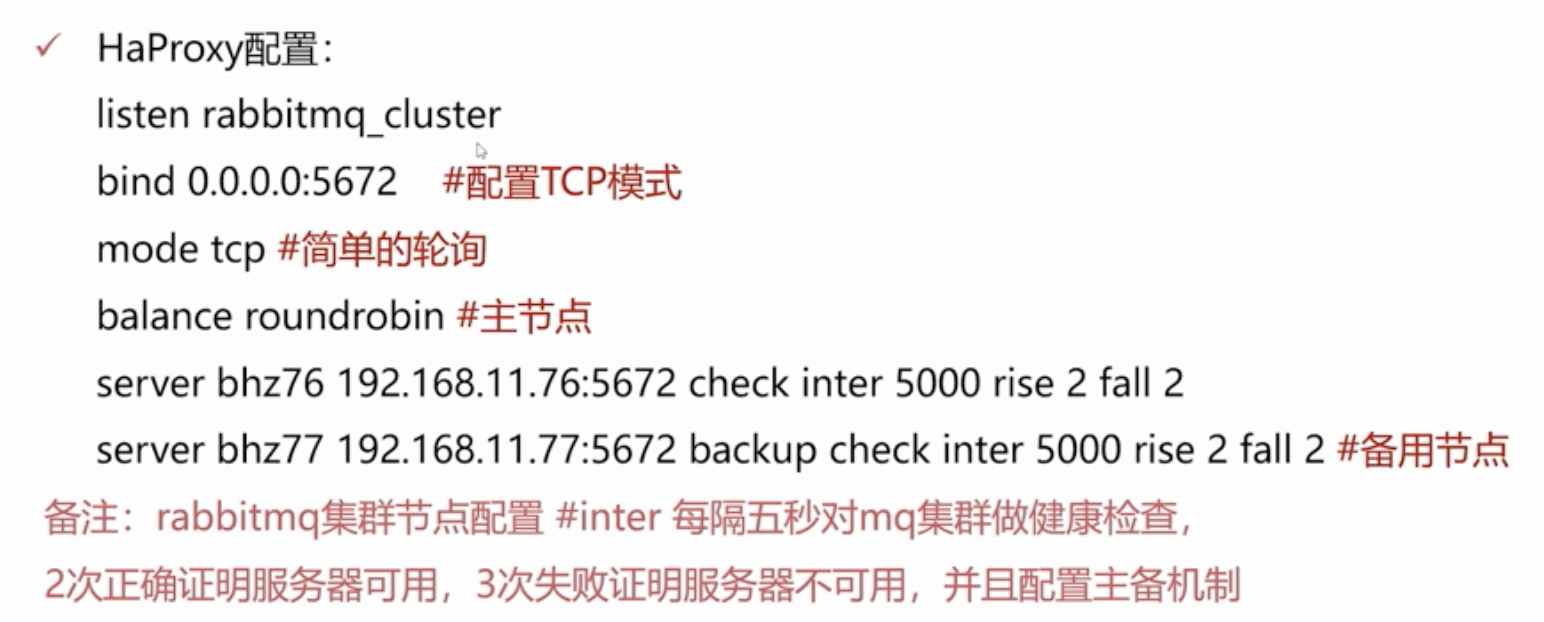 ✓ HaProxy配置：
listen rabbitmq_cluster
bind 0.0.0.0:5672 #配置TCP模式
mode tcp #简单的轮询
balance roundrobin #主节点
server bhz76 192.168.11.76:5672 check inter 5000 rise 2 fall 2
server bhz77 192.168.11.77:5672 backup check inter 5000 rise 2 fall 2 #备用节点
备注：rabbitmq集群节点配置 #inter 每隔五秒对mq集群做健康检查，
2次正确证明服务器可用，3次失败证明服务器不可用，并且配置主备机制